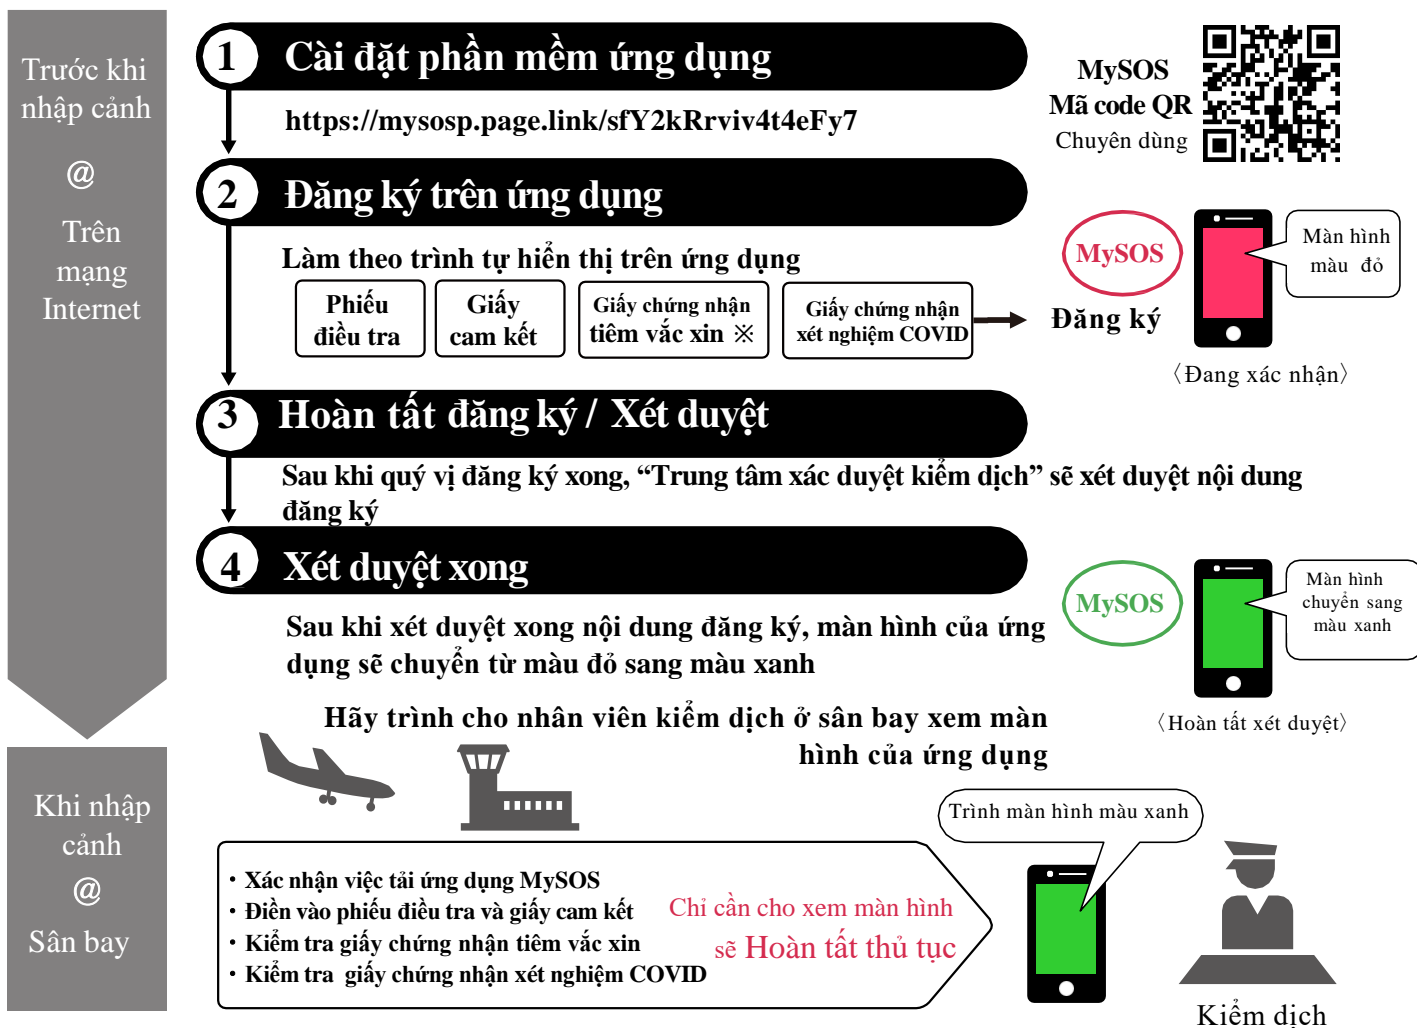 Trước khi
nhập cảnh
@
Trên
mạng
Internet
1 Cài đặt phần mềm ứng dụng
https://mysosp.page.link/sfY2kRrviv4t4eFy7
MySOS
Mã code QR
Chuyên dùng
2 Đăng ký trên ứng dụng
Làm theo trình tự hiển thị trên ứng dụng
Phiếu
điều tra
Giấy
cam kết
Giấy chứng nhận
tiêm vắc xin ※
Giấy chứng nhận
xét nghiệm COVID
Đăng ký
MySOS
Màn hình
màu đỏ
〈Đang xác nhận〉
3 Hoàn tất đăng ký / Xét duyệt
Sau khi quý vị đăng ký xong, “Trung tâm xác duyệt kiểm dịch” sẽ xét duyệt nội dung
đăng ký
4 Xét duyệt xong
Sau khi xét duyệt xong nội dung đăng ký, màn hình của ứng
dụng sẽ chuyển từ màu đỏ sang màu xanh
MySOS
Màn hình
chuyển sang
màu xanh
〈Hoàn tất xét duyệt〉
Hãy trình cho nhân viên kiểm dịch ở sân bay xem màn
hình của ứng dụng
Khi nhập
cảnh
@
Sân bay
・Xác nhận việc tải ứng dụng MySOS
・Điền vào phiếu điều tra và giấy cam kết
・Kiểm tra giấy chứng nhận tiêm vắc xin
・Kiểm tra giấy chứng nhận xét nghiệm COVID
Chỉ cần cho xem màn hình
sẽ Hoàn tất thủ tục
Trình màn hình màu xanh
Kiểm dịch